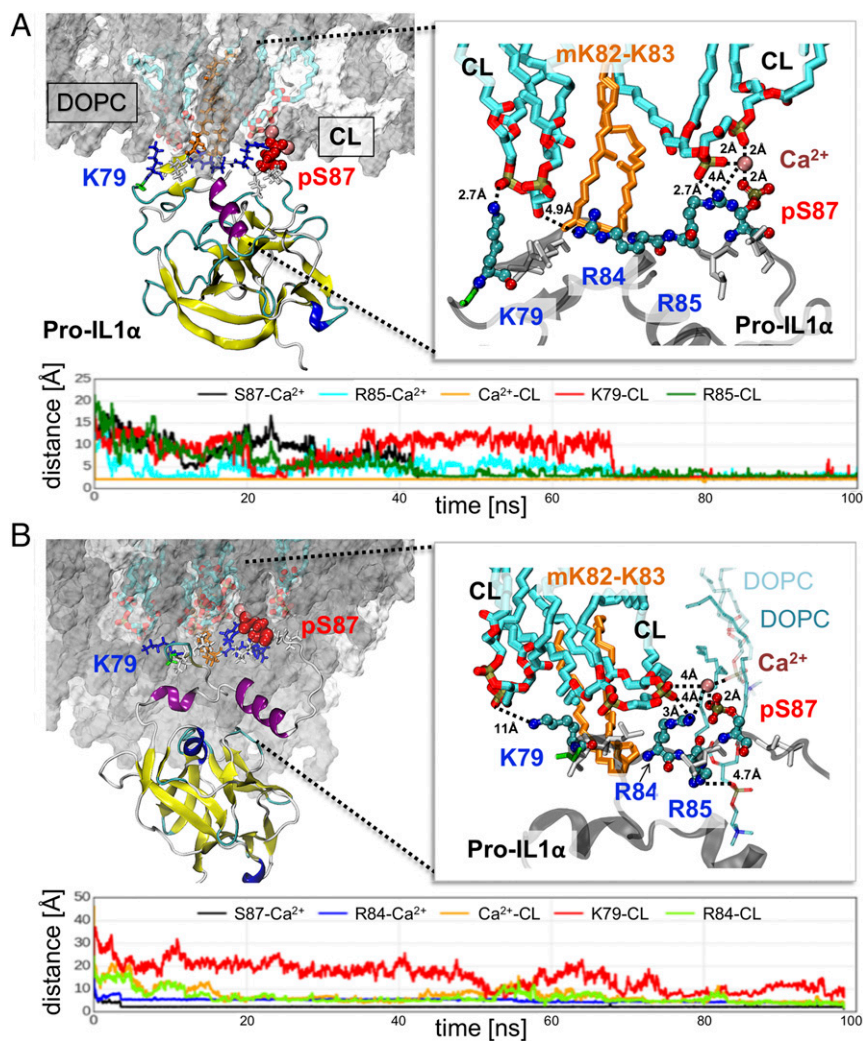 A
DOPC
CL
K79
pS87
Pro-IL1α
CL
mK82-K83
CL
2Å
2Å
Ca²⁺
4Å
2Å
2.7Å
2.7Å
pS87
4.9Å
R84
K79
R85
Pro-IL1α
distance [Å]
25
20
15
10
5
0
S87-Ca²⁺ R85-Ca²⁺ Ca²⁺-CL K79-CL R85-CL
0 20 40 60 80 100
time [ns]
B
pS87
K79
mK82-K83
DOPC
CL
DOPC
CL
Ca²⁺
4Å
4Å
pS87
2Å
3Å
11Å
K79
4.7Å
R84
R85
Pro-IL1α
distance [Å]
50
40
30
20
10
0
S87-Ca²⁺ R84-Ca²⁺ Ca²⁺-CL K79-CL R84-CL
0 20 40 60 80 100
time [ns]